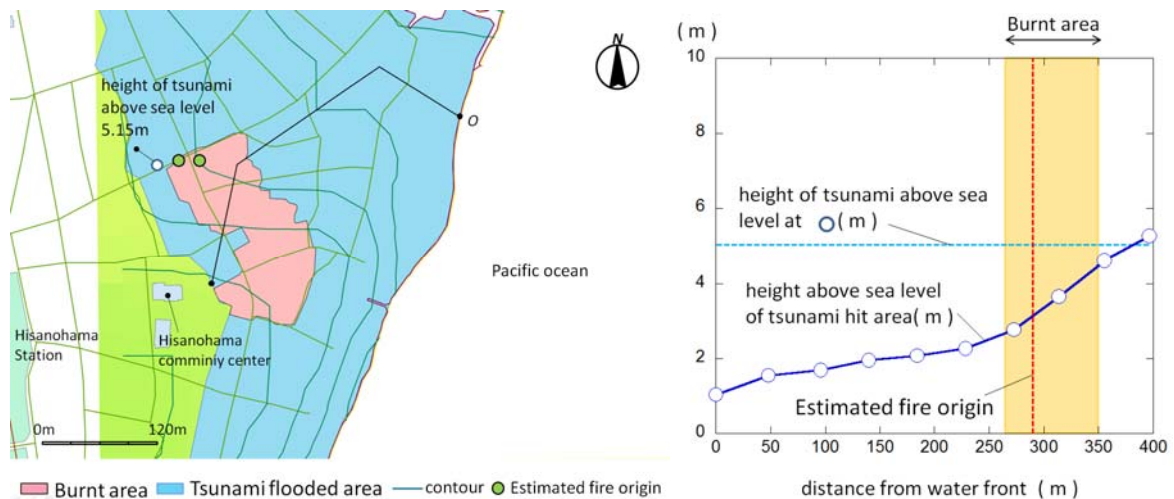 N
height of tsunami
above sea level
5.15m
O
Pacific ocean
Hisanohama
Station
Hisanohama
comminiy center
0m
120m
Burnt area
Tsunami flooded area
contour
Estimated fire origin
Burnt area
( m )
10
8
6
4
2
0
height of tsunami above sea
level at O( m )
height above sea level
of tsunami hit area( m )
Estimated fire origin
0 50 100 150 200 250 300 350 400
distance from water front ( m )